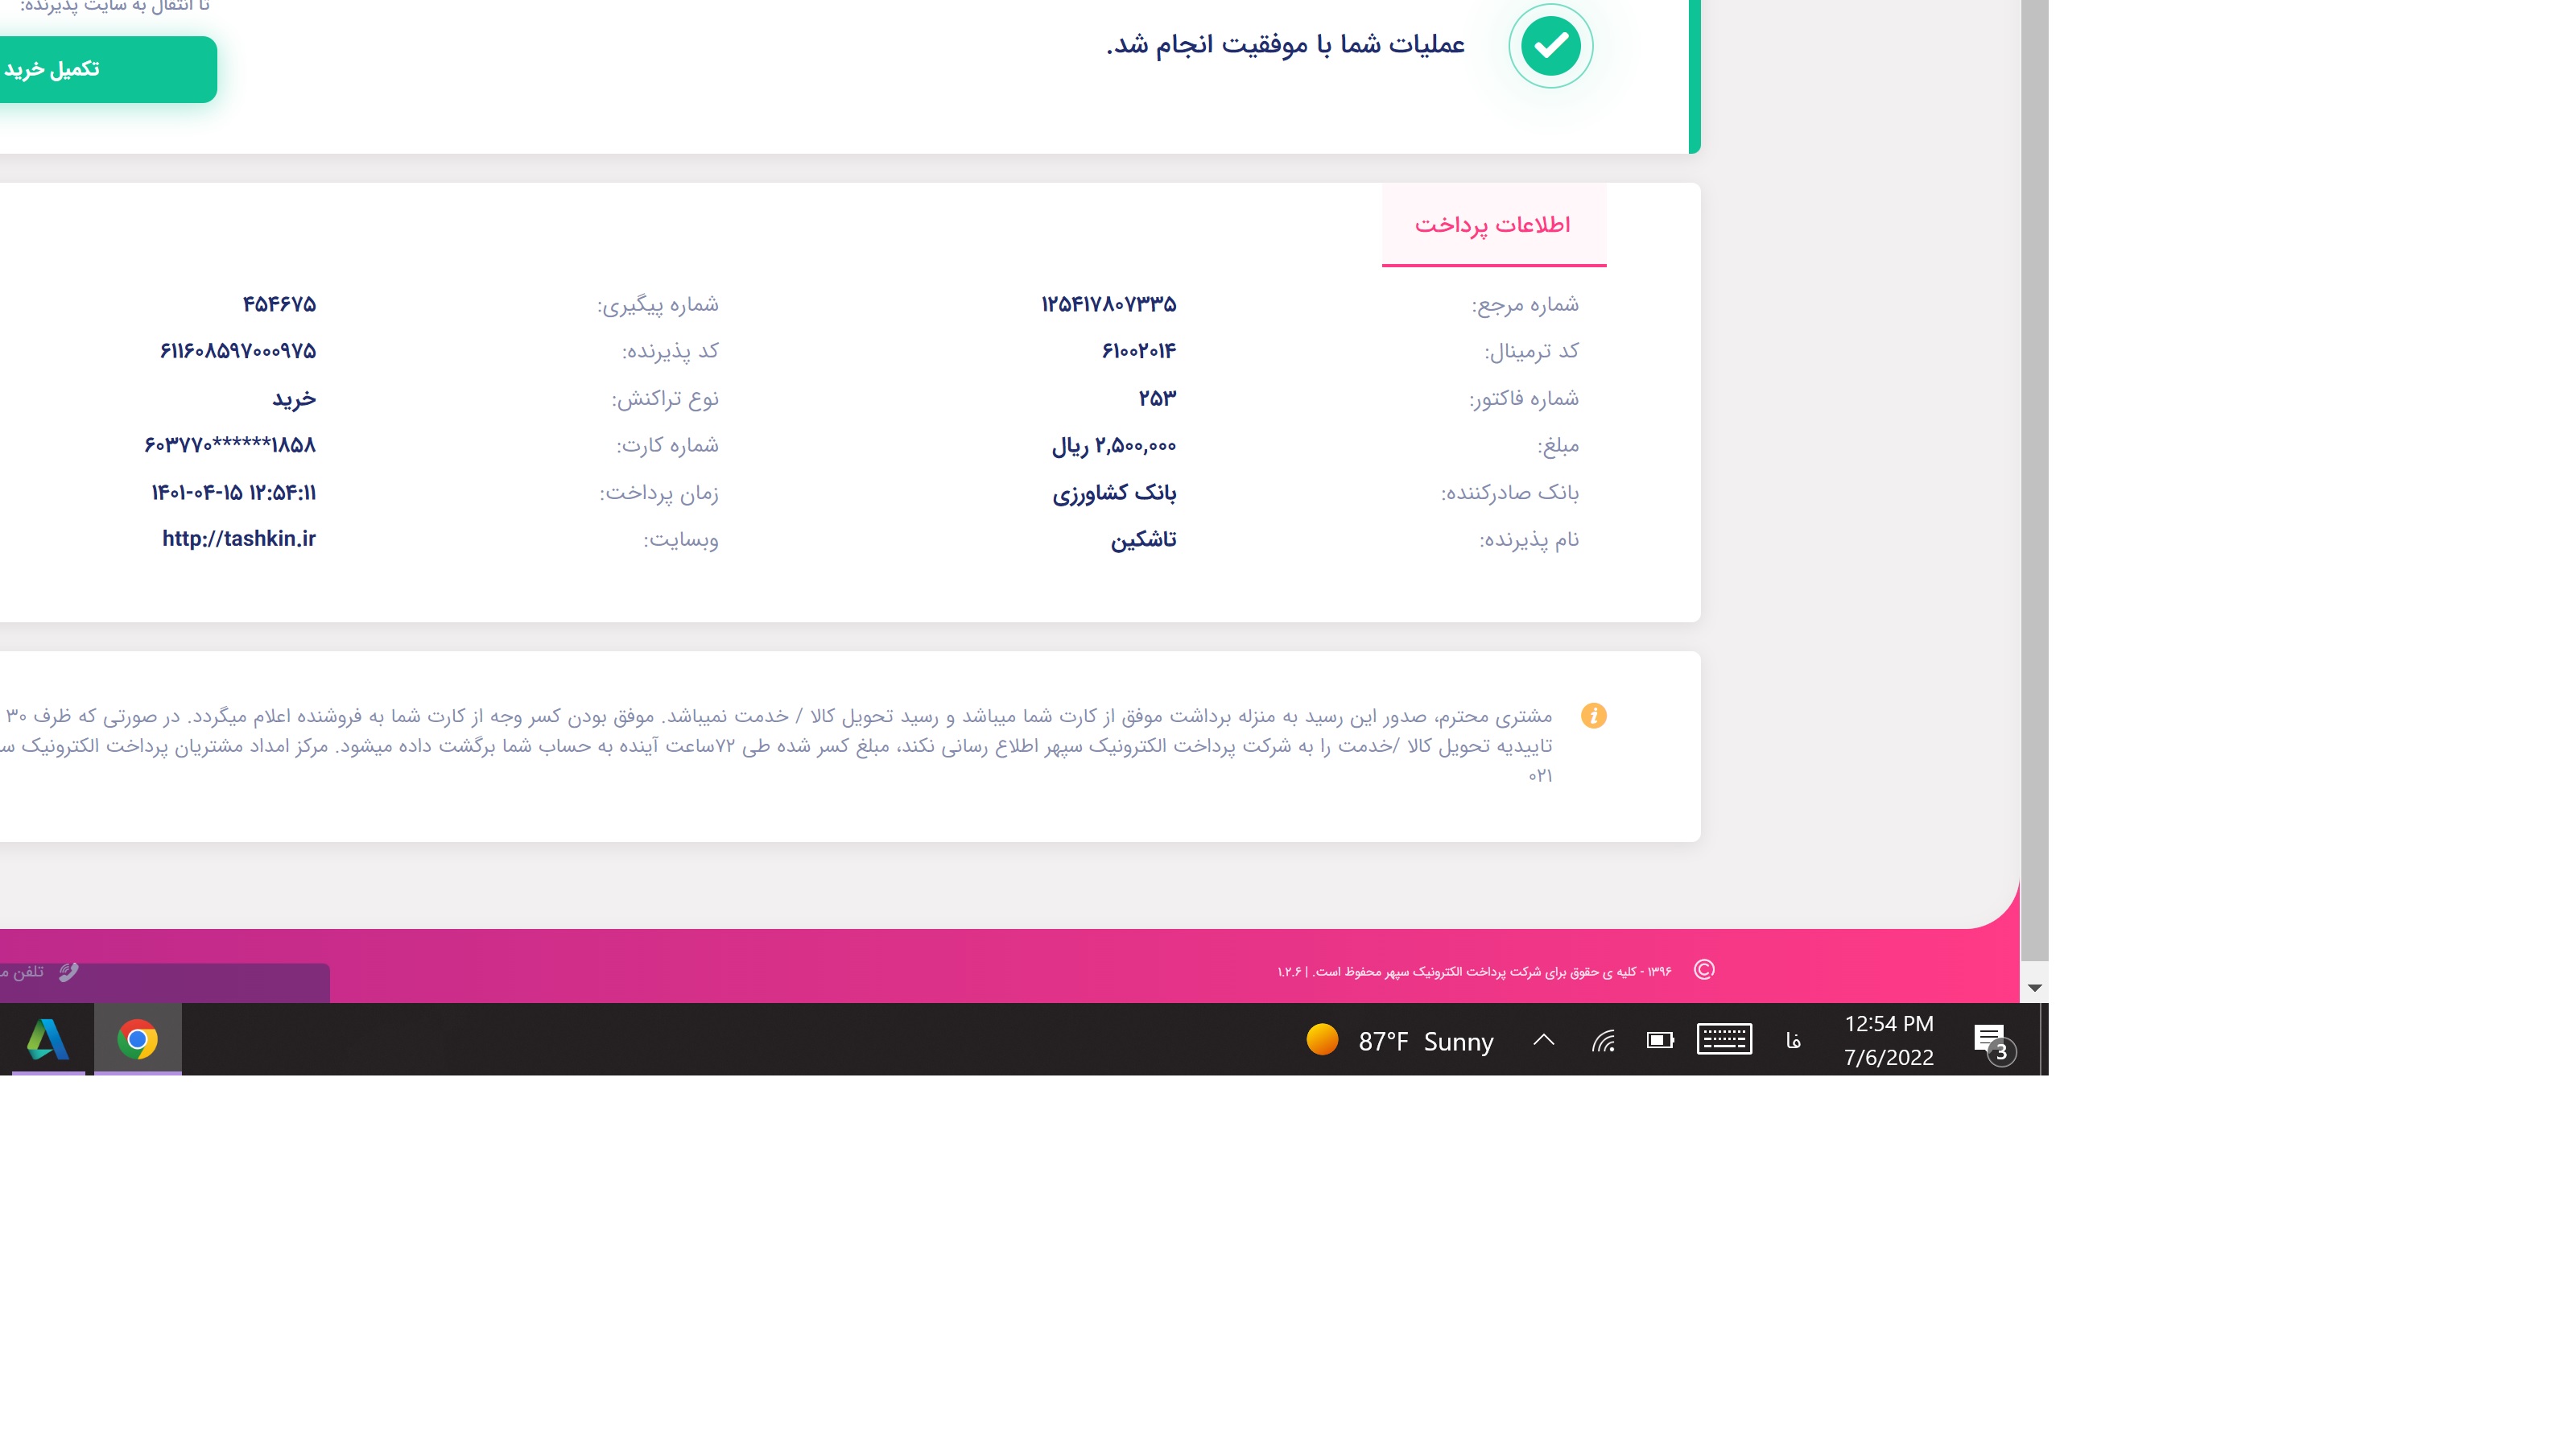 تا انتقال به سایت پذیرنده:
عملیات شما با موفقیت انجام شد.
تکمیل خرید
اطلاعات پرداخت
شماره مرجع: ۱۲۵۴۱۷۸۰۷۳۳۵ شماره پیگیری: ۴۵۴۶۷۵
کد ترمینال: ۶۱۰۰۲۰۱۴ کد پذیرنده: ۶۱۱۶۰۸۵۹۷۰۰۰۹۷۵
شماره فاکتور: ۲۵۳ نوع تراکنش: خرید
مبلغ: ۲,۵۰۰,۰۰۰ ریال شماره کارت: ۶۰۳۷۷۰******۱۸۵۸
بانک صادرکننده: بانک کشاورزی زمان پرداخت: ۱۴۰۱-۰۴-۱۵ ۱۲:۵۴:۱۱
نام پذیرنده: تاشکین وبسایت: http://tashkin.ir
مشتری محترم، صدور این رسید به منزله برداشت موفق از کارت شما میباشد و رسید تحویل کالا / خدمت نمیباشد. موفق بودن کسر وجه از کارت شما به فروشنده اعلام میگردد. در صورتی که ظرف ۳۰
تاییدیه تحویل کالا /خدمت را به شرکت پرداخت الکترونیک سپهر اطلاع رسانی نکند، مبلغ کسر شده طی ۷۲ساعت آینده به حساب شما برگشت داده میشود. مرکز امداد مشتریان پرداخت الکترونیک
۰۲۱
© ۱۳۹۶ - کلیه ی حقوق برای شرکت پرداخت الکترونیک سپهر محفوظ است. | ۱.۲.۶
تلفن
87°F Sunny
فا
12:54 PM
7/6/2022
3